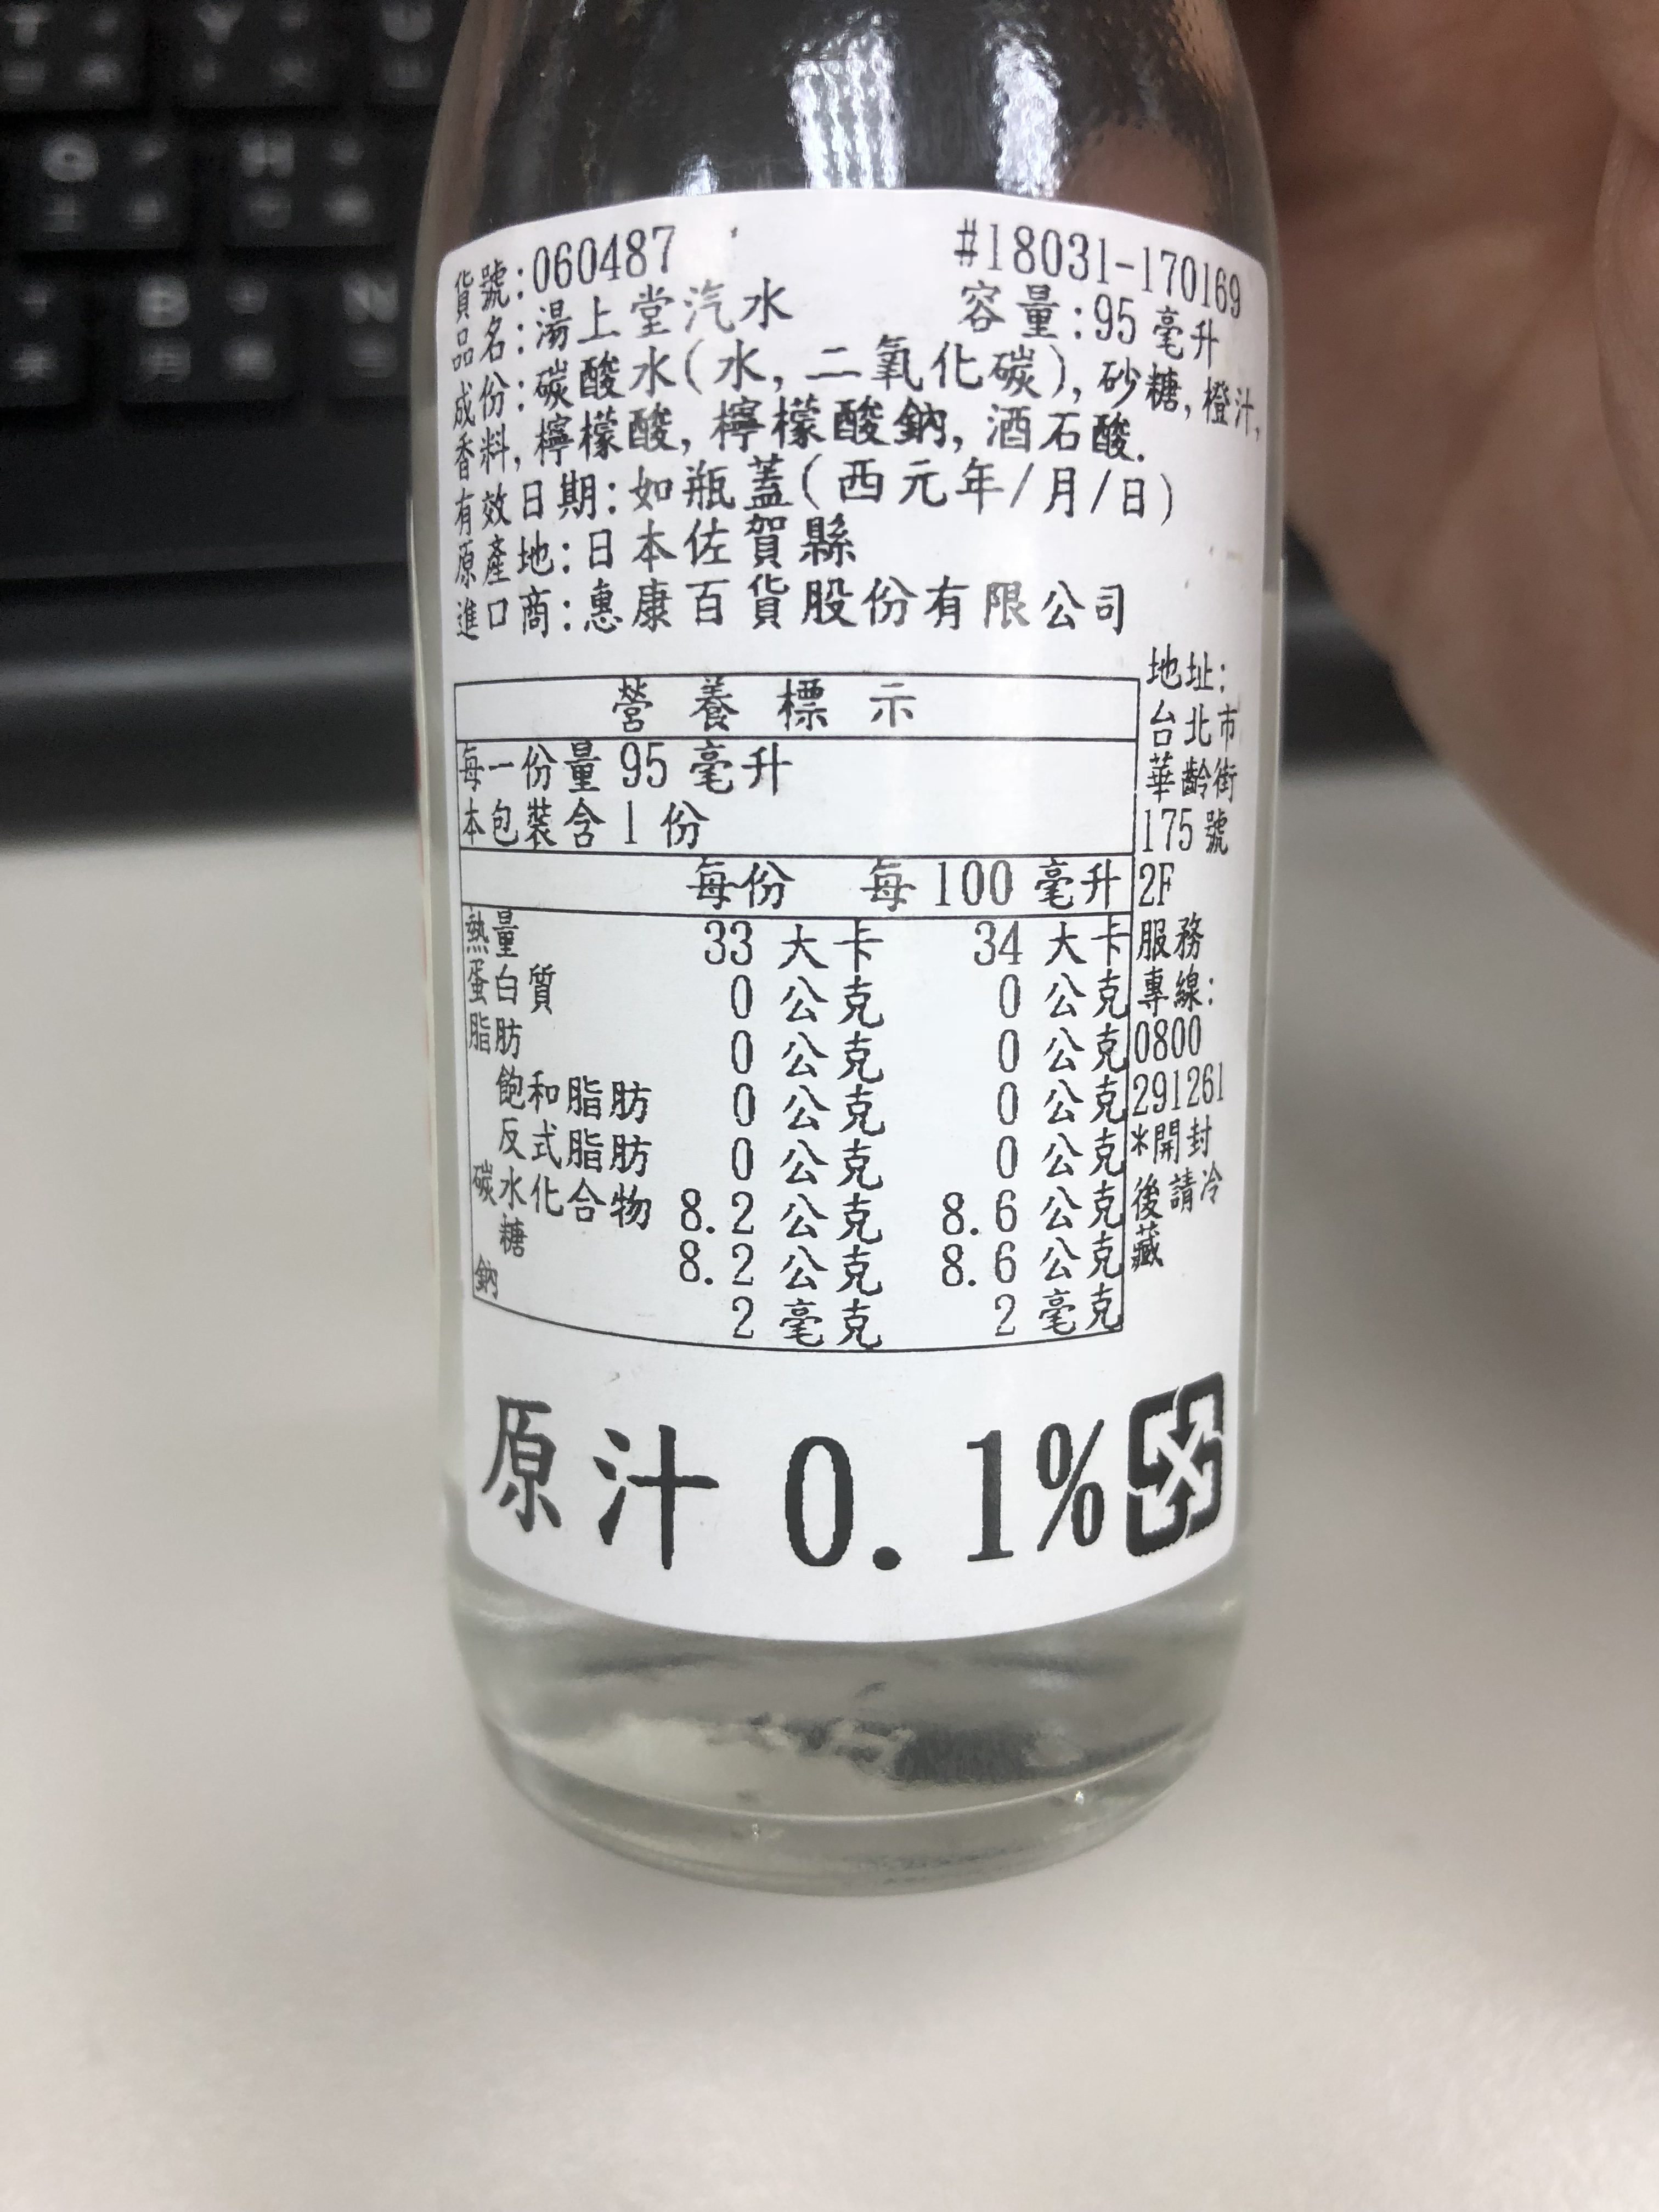 貨號:060487 #18031-170169
品名:湯上堂汽水 容量:95 毫升
成份:碳酸水(水,二氧化碳),砂糖,橙汁,
香料,檸檬酸,檸檬酸鈉,酒石酸.
有效日期:如瓶蓋(西元年/月/日)
原產地:日本佐賀縣
進口商:惠康百貨股份有限公司
地址:
台北市
華齡街
175號
2F
服務
專線:
0800
291261
*開封
後請冷
藏
營養標示
每一份量 95 毫升
本包裝含 1 份
每份 每 100 毫升
熱量 33 大卡 34 大卡
蛋白質 0 公克 0 公克
脂肪 0 公克 0 公克
飽和脂肪 0 公克 0 公克
反式脂肪 0 公克 0 公克
碳水化合物 8.2 公克 8.6 公克
糖 8.2 公克 8.6 公克
鈉 2 毫克 2 毫克
原汁 0.1%
T Y U
G H
B N